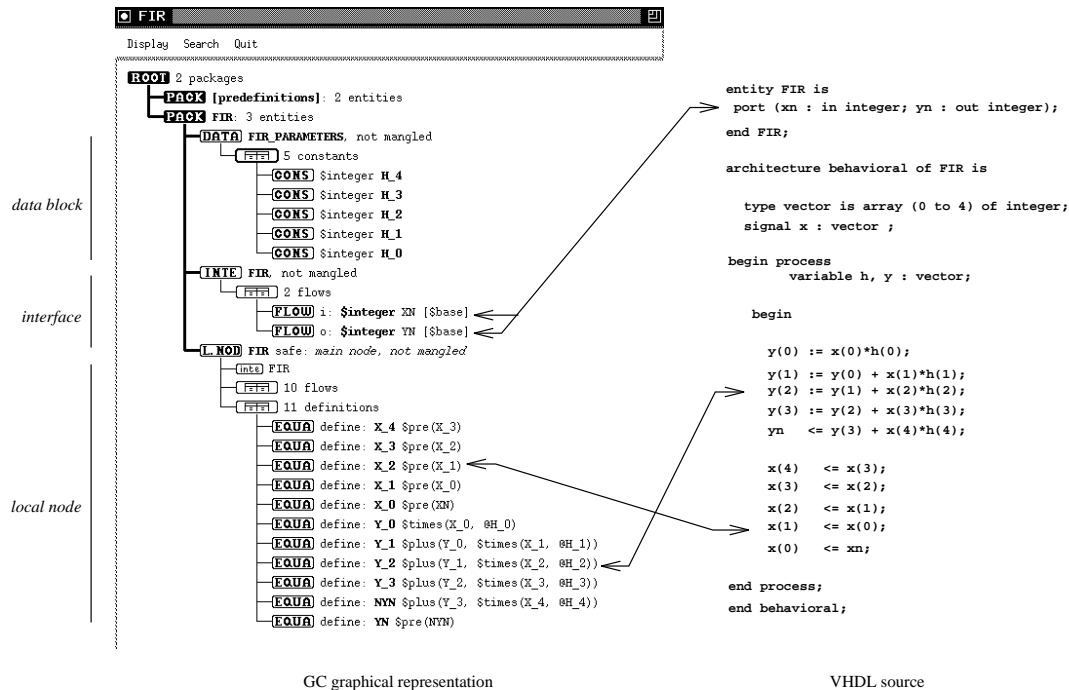 FIR
Display Search Quit
ROOT 2 packages
PACK [predefinitions]: 2 entities
PACK FIR: 3 entities
DATA FIR_PARAMETERS, not mangled
5 constants
CONS $integer H_4
CONS $integer H_3
CONS $integer H_2
CONS $integer H_1
CONS $integer H_0
INTE FIR, not mangled
2 flows
FLOW i: $integer XN [$base]
FLOW o: $integer YN [$base]
L.NOD FIR safe: main node, not mangled
inte FIR
10 flows
11 definitions
EQUA define: X_4 $pre(X_3)
EQUA define: X_3 $pre(X_2)
EQUA define: X_2 $pre(X_1)
EQUA define: X_1 $pre(X_0)
EQUA define: X_0 $pre(XN)
EQUA define: Y_0 $times(X_0, @H_0)
EQUA define: Y_1 $plus(Y_0, $times(X_1, @H_1))
EQUA define: Y_2 $plus(Y_1, $times(X_2, @H_2))
EQUA define: Y_3 $plus(Y_2, $times(X_3, @H_3))
EQUA define: NYN $plus(Y_3, $times(X_4, @H_4))
EQUA define: YN $pre(NYN)
data block
interface
local node
entity FIR is
port (xn : in integer; yn : out integer);
end FIR;
architecture behavioral of FIR is
type vector is array (0 to 4) of integer;
signal x : vector ;
begin process
variable h, y : vector;
begin
y(0) := x(0)*h(0);
y(1) := y(0) + x(1)*h(1);
y(2) := y(1) + x(2)*h(2);
y(3) := y(2) + x(3)*h(3);
yn <= y(3) + x(4)*h(4);
x(4) <= x(3);
x(3) <= x(2);
x(2) <= x(1);
x(1) <= x(0);
x(0) <= xn;
end process;
end behavioral;
GC graphical representation
VHDL source